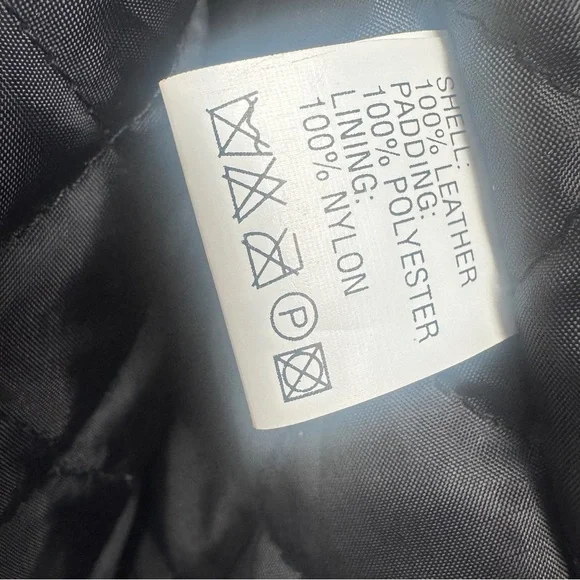 SHELL:
100% LEATHER
PADDING:
100% POLYESTER
LINING:
100% NYLON
P